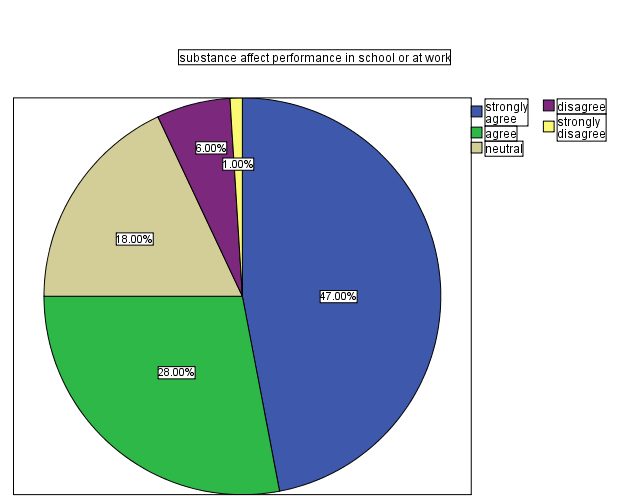 substance affect performance in school or at work
strongly
agree
agree
neutral
disagree
strongly
disagree
6.00%
1.00%
18.00%
47.00%
28.00%